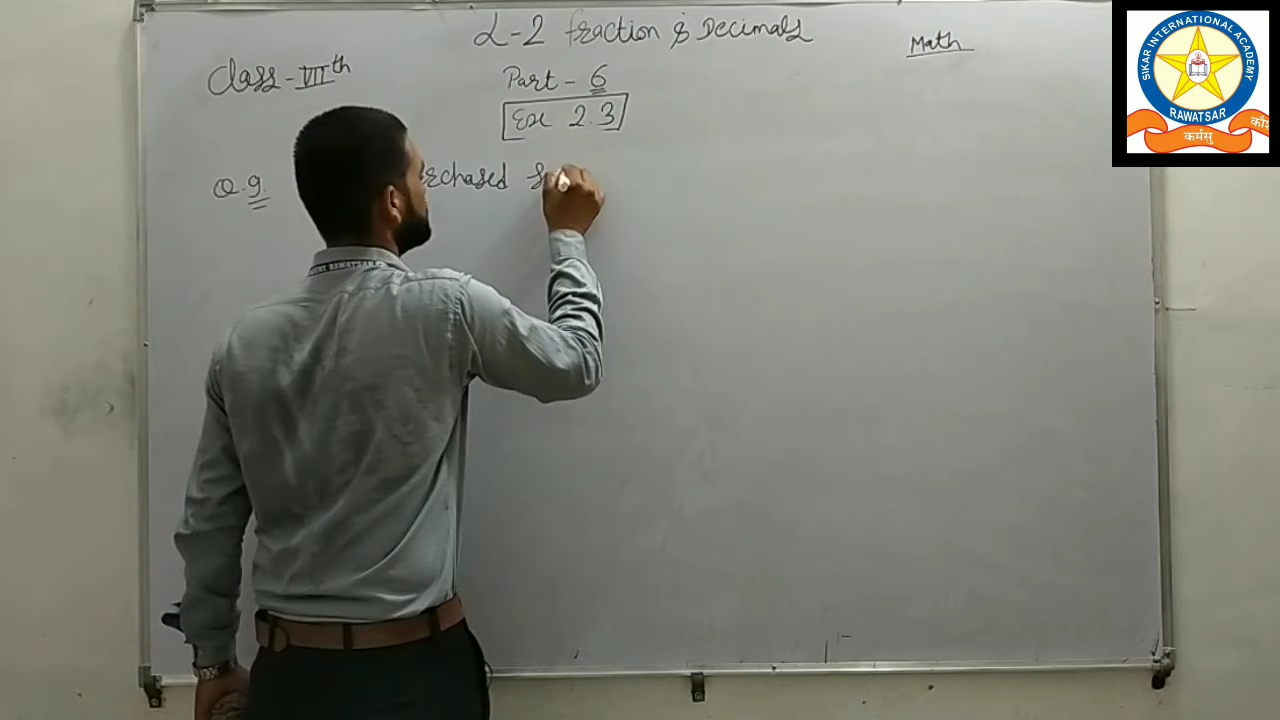 L-2 fraction & Decimals
Math
Class-VIIth
Part-6
Ex 2.3
Q.9. rchased
SIKAR INTERNATIONAL ACADEMY
RAWATSAR
कर्मसु